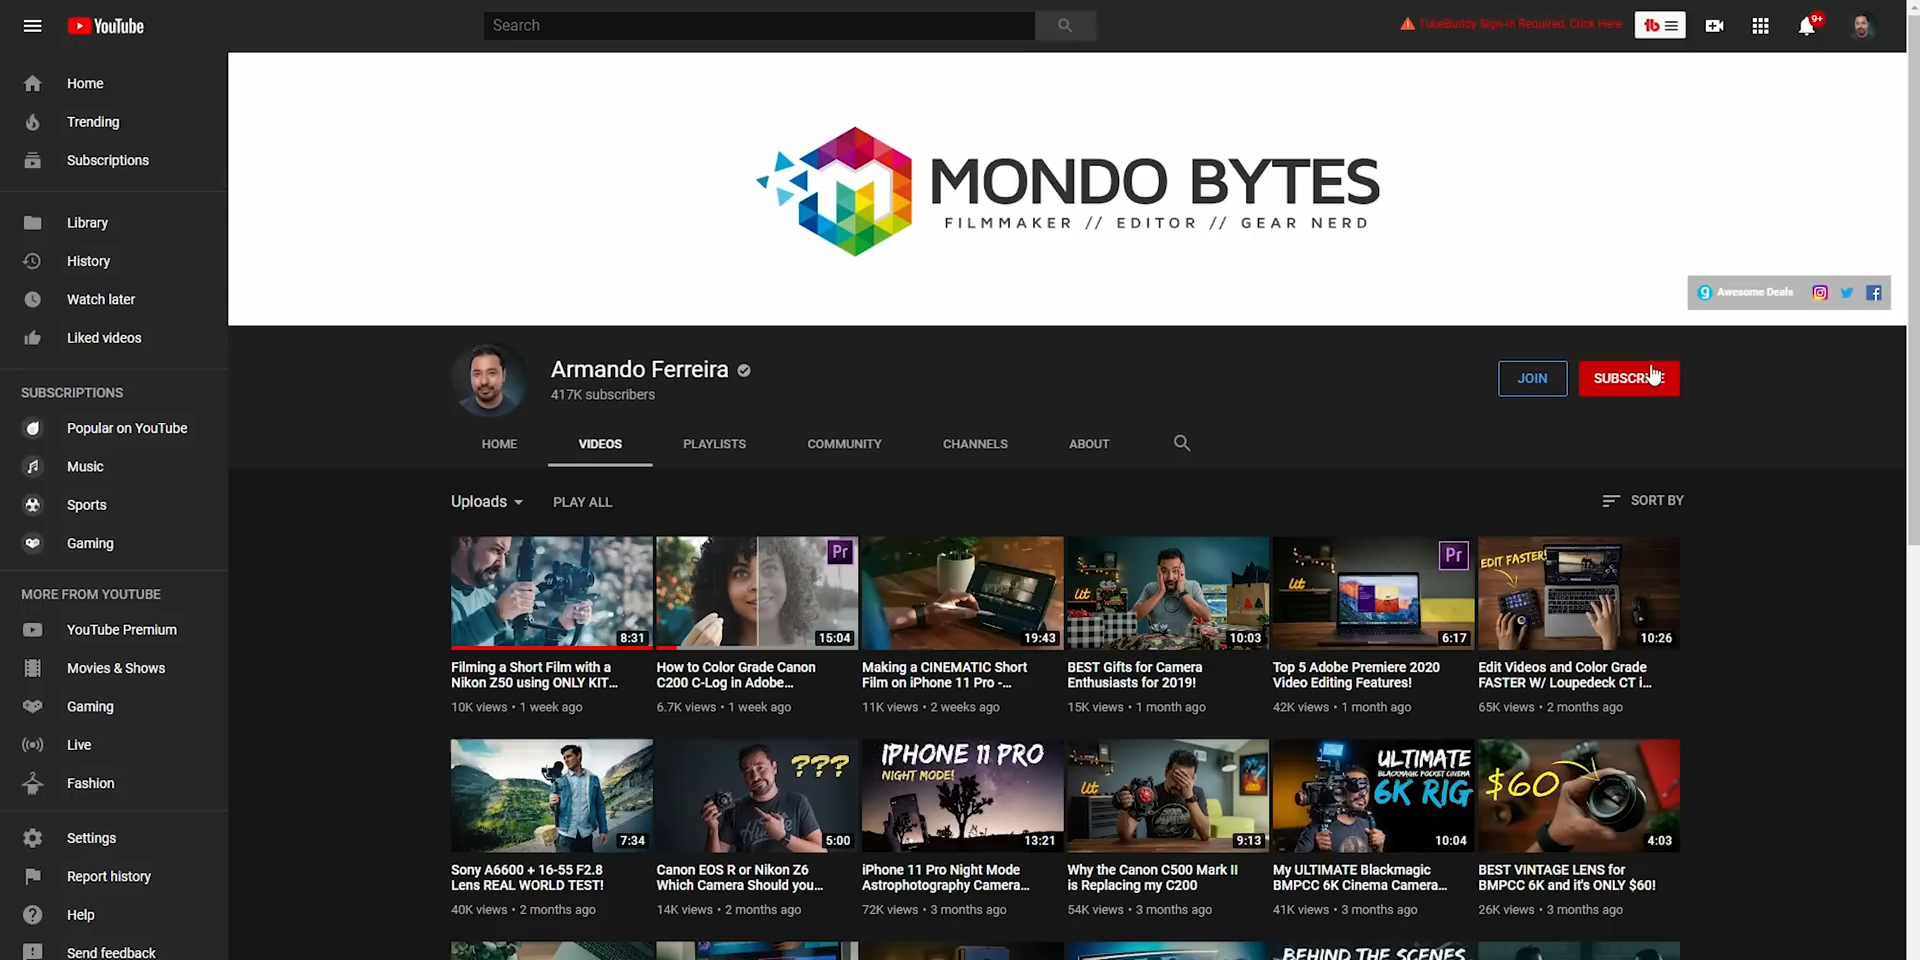 YouTube
Search
TubeBuddy Sign-in Required, Click Here
tb
9+
Home
Trending
Subscriptions
Library
History
Watch later
Liked videos
SUBSCRIPTIONS
Popular on YouTube
Music
Sports
Gaming
MORE FROM YOUTUBE
YouTube Premium
Movies & Shows
Gaming
Live
Fashion
Settings
Report history
Help
Send feedback
MONDO BYTES
FILMMAKER // EDITOR // GEAR NERD
Awesome Deals
Armando Ferreira
417K subscribers
JOIN
SUBSCRIBE
HOME
VIDEOS
PLAYLISTS
COMMUNITY
CHANNELS
ABOUT
Uploads
PLAY ALL
SORT BY
8:31
Filming a Short Film with a
Nikon Z50 using ONLY KIT...
10K views • 1 week ago
Pr
15:04
How to Color Grade Canon
C200 C-Log in Adobe...
6.7K views • 1 week ago
19:43
Making a CINEMATIC Short
Film on iPhone 11 Pro -...
11K views • 2 weeks ago
10:03
BEST Gifts for Camera
Enthusiasts for 2019!
15K views • 1 month ago
Pr
6:17
Top 5 Adobe Premiere 2020
Video Editing Features!
42K views • 1 month ago
EDIT FASTER!
10:26
Edit Videos and Color Grade
FASTER W/ Loupedeck CT i...
65K views • 2 months ago
7:34
Sony A6600 + 16-55 F2.8
Lens REAL WORLD TEST!
40K views • 2 months ago
???
5:00
Canon EOS R or Nikon Z6
Which Camera Should you...
14K views • 2 months ago
IPHONE 11 PRO
NIGHT MODE!
13:21
iPhone 11 Pro Night Mode
Astrophotography Camera...
72K views • 3 months ago
9:13
Why the Canon C500 Mark II
is Replacing my C200
54K views • 3 months ago
ULTIMATE
BLACKMAGIC POCKET CINEMA
6K RIG
10:04
My ULTIMATE Blackmagic
BMPCC 6K Cinema Camera...
41K views • 3 months ago
$60
4:03
BEST VINTAGE LENS for
BMPCC 6K and it's ONLY $60!
26K views • 3 months ago
BEHIND THE SCENES